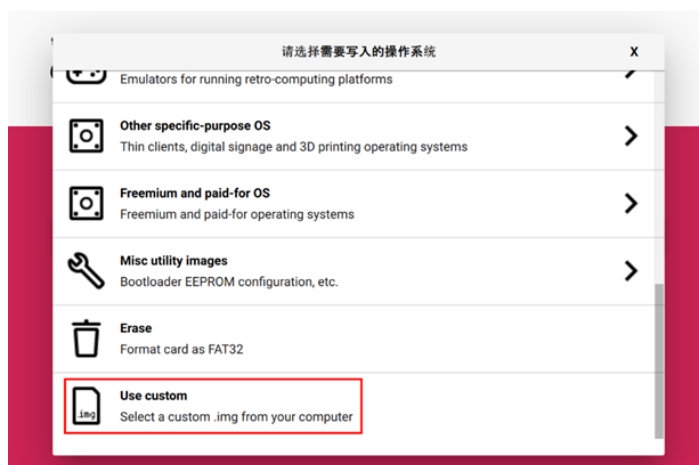 请选择需要写入的操作系统
X
Emulators for running retro-computing platforms
Other specific-purpose OS
Thin clients, digital signage and 3D printing operating systems
Freemium and paid-for OS
Freemium and paid-for operating systems
Misc utility images
Bootloader EEPROM configuration, etc.
Erase
Format card as FAT32
Use custom
.img
Select a custom .img from your computer